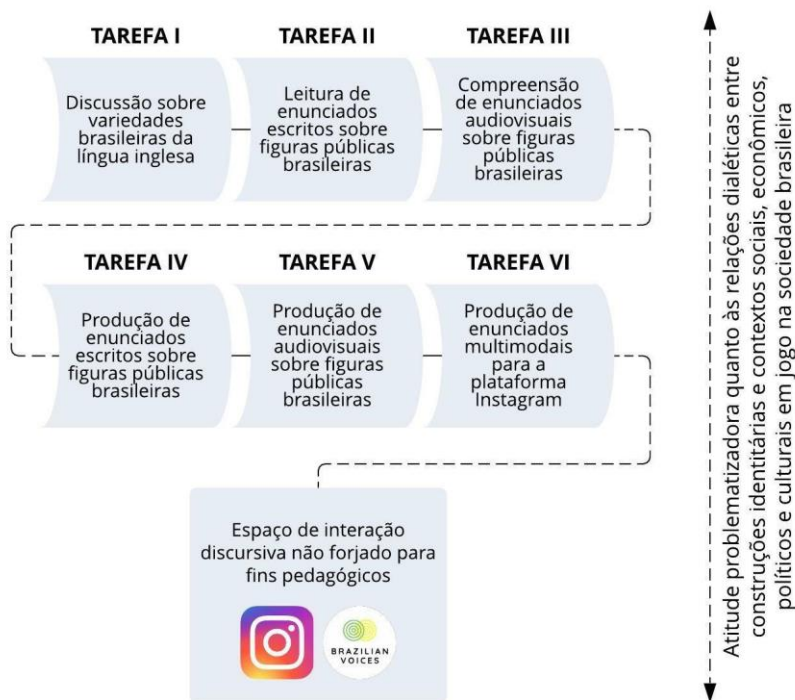 TAREFA I
Discussão sobre
variedades
brasileiras da
língua inglesa
TAREFA II
Leitura de
enunciados
escritos sobre
figuras públicas
brasileiras
TAREFA III
Compreensão
de enunciados
audiovisuais
sobre figuras
públicas
brasileiras
TAREFA IV
Produção de
enunciados
escritos sobre
figuras públicas
brasileiras
TAREFA V
Produção de
enunciados
audiovisuais
sobre figuras
públicas
brasileiras
TAREFA VI
Produção de
enunciados
multimodais
para a
plataforma
Instagram
Espaço de interação
discursiva não forjado para
fins pedagógicos
BRAZILIAN
VOICES
Atitude problematizadora quanto às relações dialéticas entre
construções identitárias e contextos sociais, econômicos,
políticos e culturais em jogo na sociedade brasileira